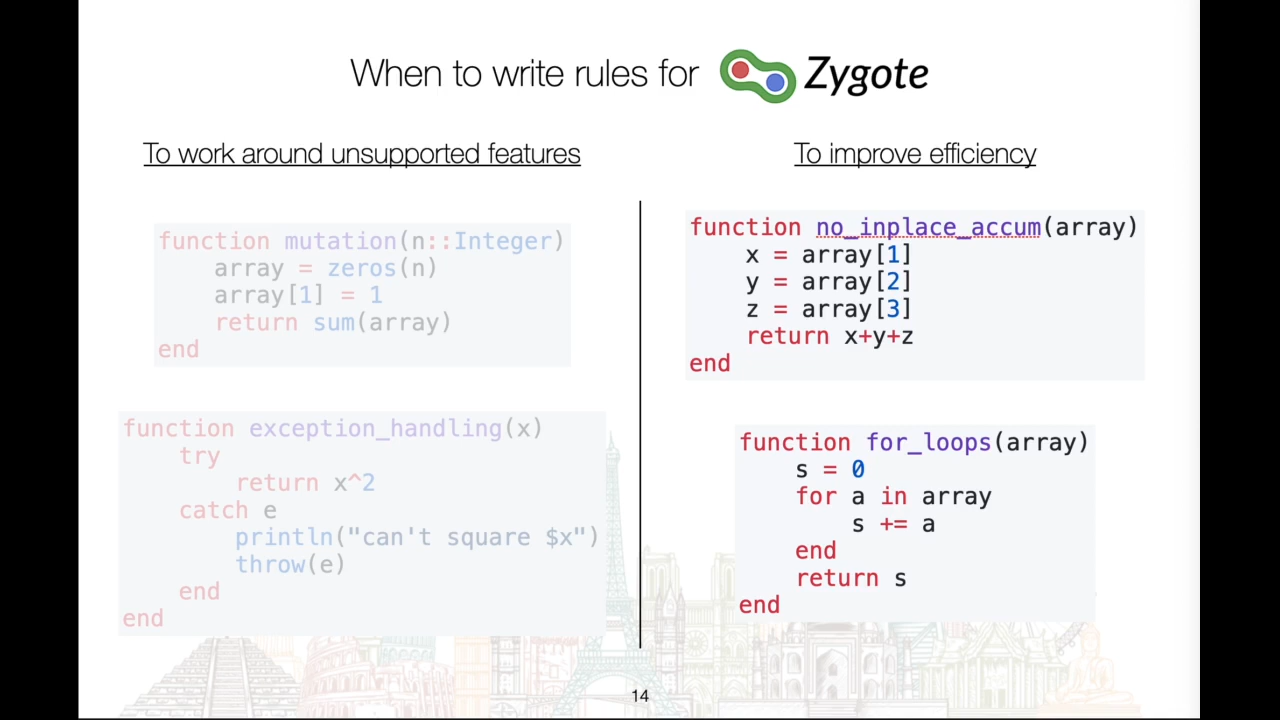 When to write rules for Zygote
To work around unsupported features
function mutation(n::Integer)
    array = zeros(n)
    array[1] = 1
    return sum(array)
end
function exception_handling(x)
    try
        return x^2
    catch e
        println("can't square $x")
        throw(e)
    end
end
To improve efficiency
function no_inplace_accum(array)
    x = array[1]
    y = array[2]
    z = array[3]
    return x+y+z
end
function for_loops(array)
    s = 0
    for a in array
        s += a
    end
    return s
end
14